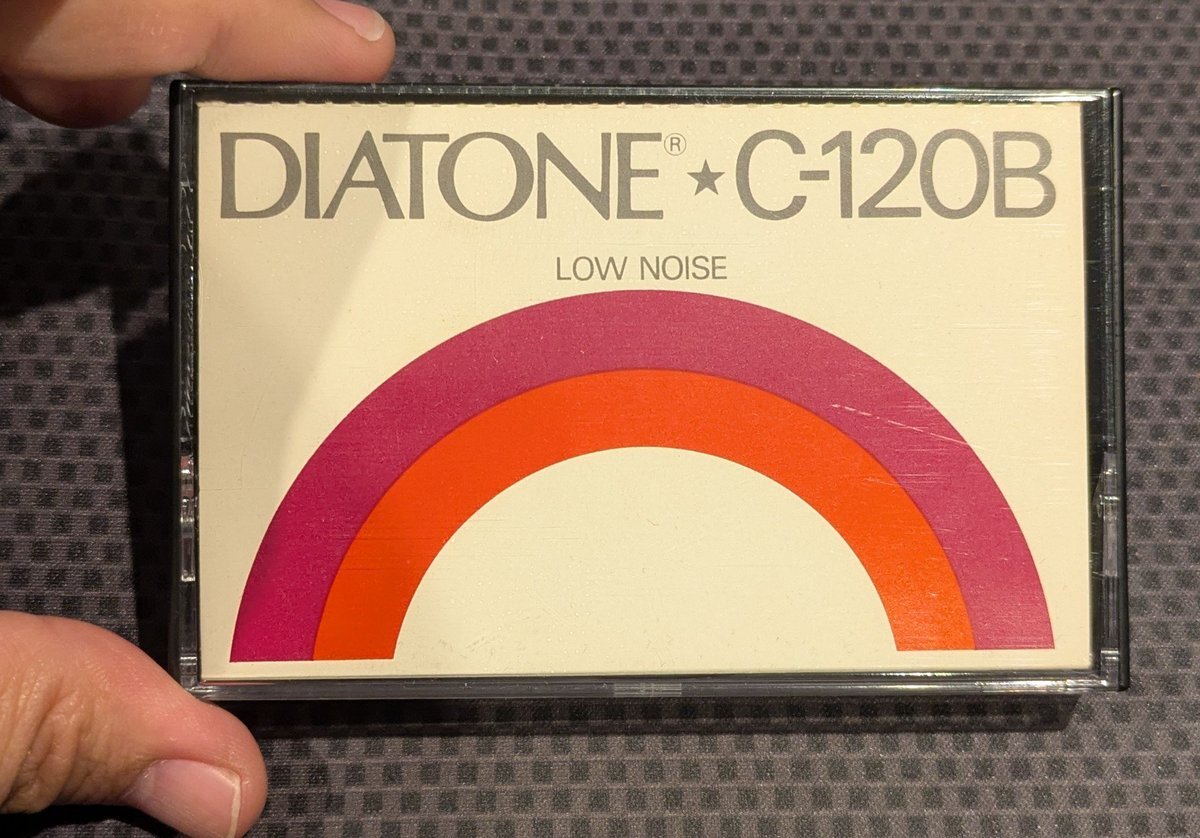 DIATONE® ★ C-120B
LOW NOISE